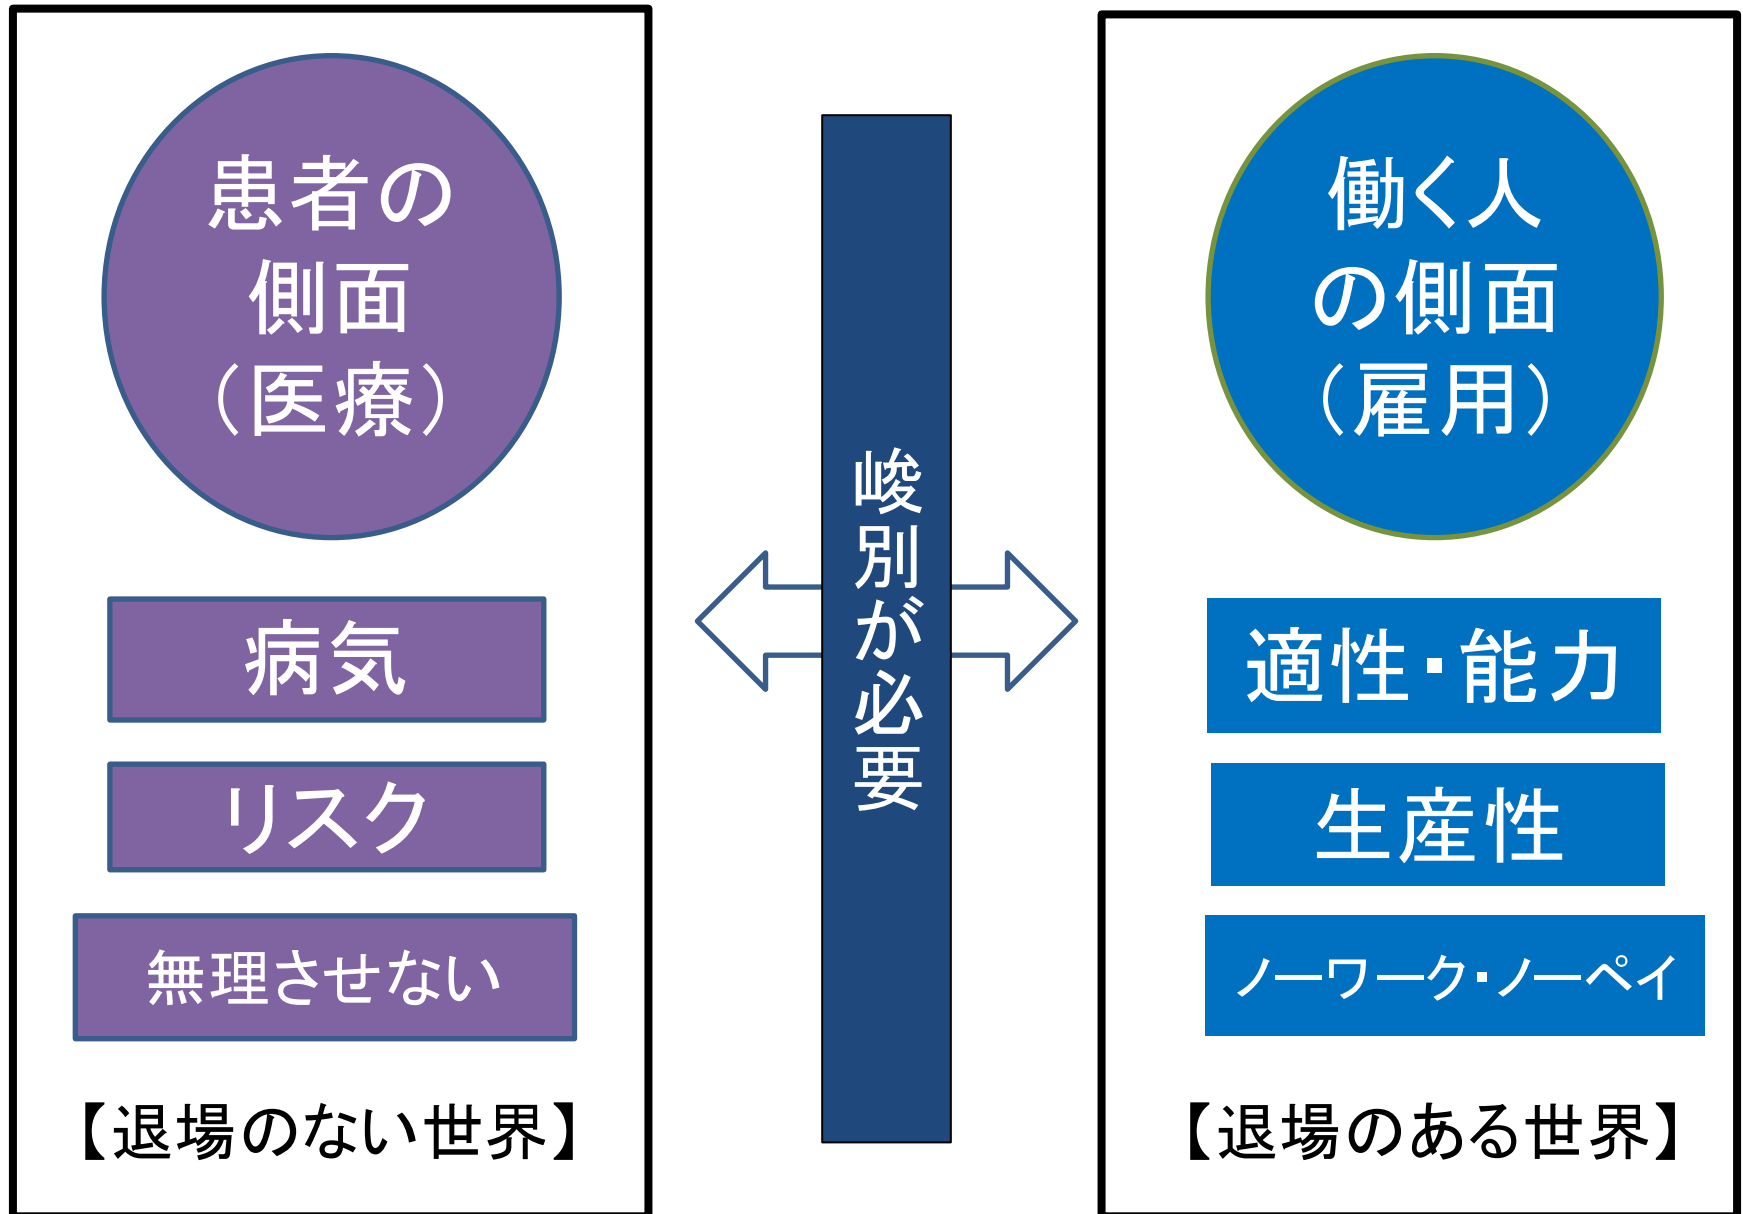 患者の
側面
（医療）
病気
リスク
無理させない
【退場のない世界】
峻別が必要
働く人
の側面
（雇用）
適性・能力
生産性
ノーワーク・ノーペイ
【退場のある世界】